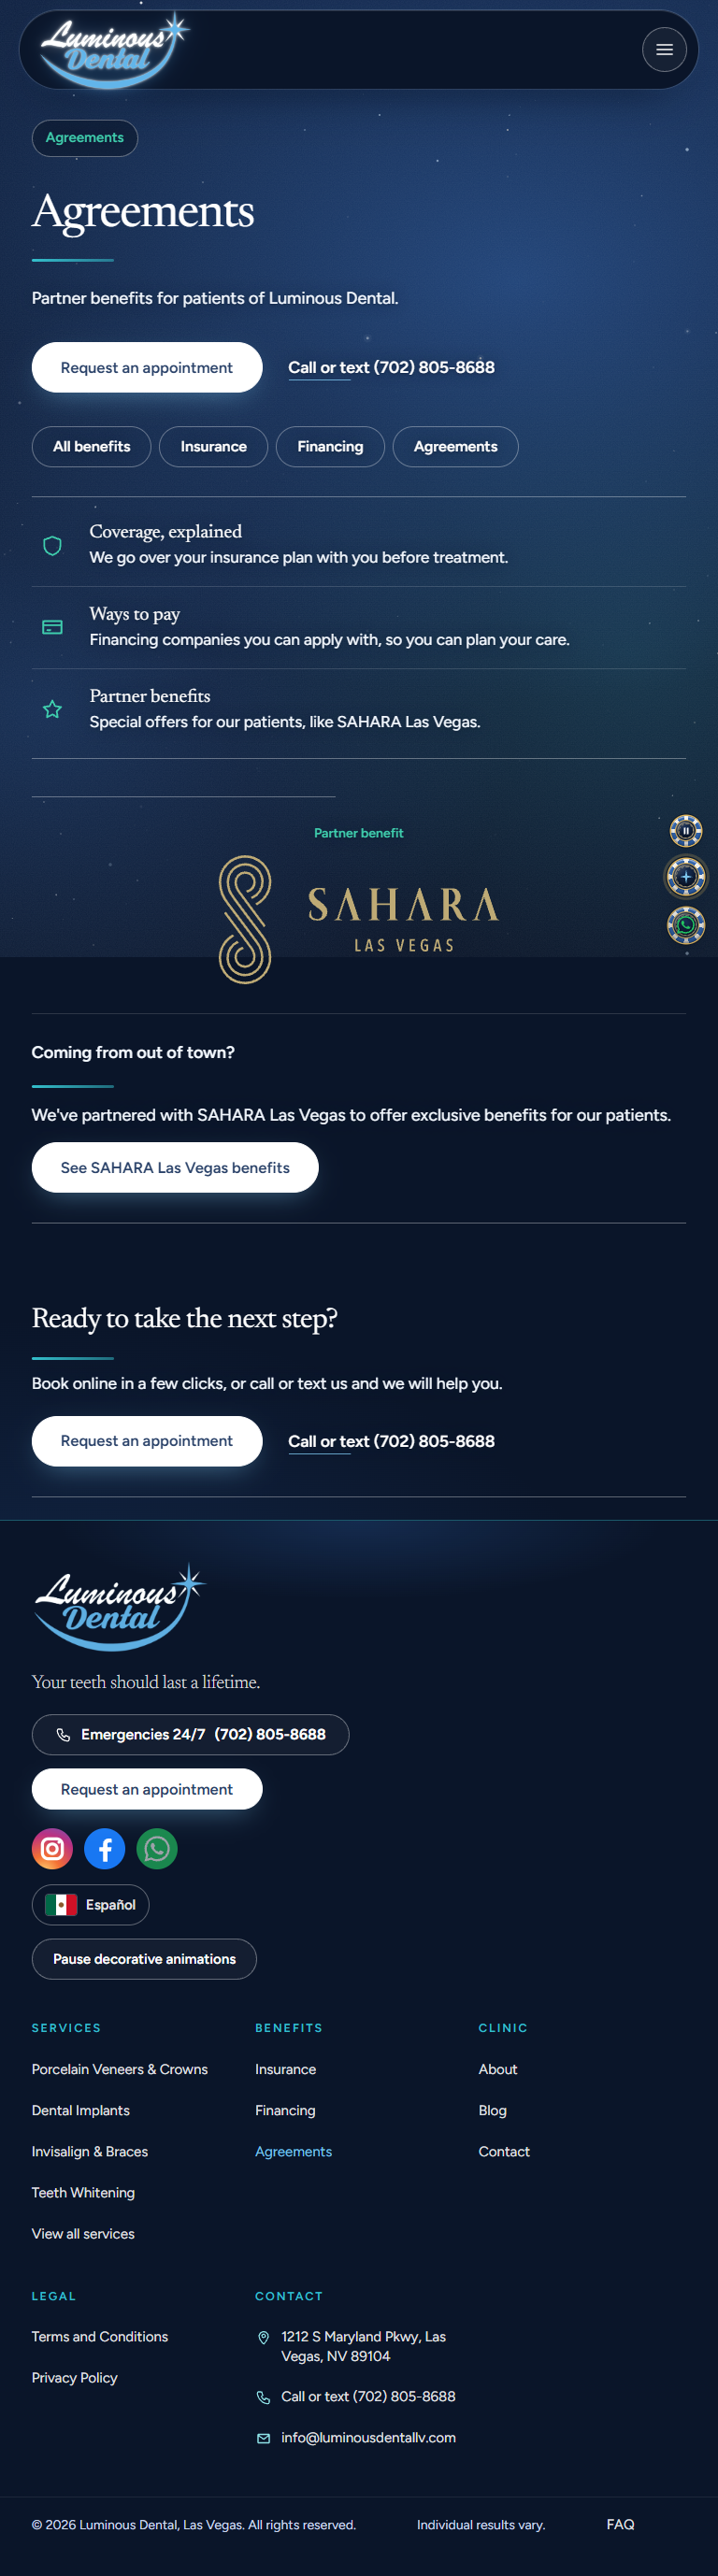 Luminous
Dental
Agreements
Agreements
Partner benefits for patients of Luminous Dental.
Request an appointment
Call or text (702) 805-8688
All benefits
Insurance
Financing
Agreements
Coverage, explained
We go over your insurance plan with you before treatment.
Ways to pay
Financing companies you can apply with, so you can plan your care.
Partner benefits
Special offers for our patients, like SAHARA Las Vegas.
Partner benefit
SAHARA
LAS VEGAS
Coming from out of town?
We've partnered with SAHARA Las Vegas to offer exclusive benefits for our patients.
See SAHARA Las Vegas benefits
Ready to take the next step?
Book online in a few clicks, or call or text us and we will help you.
Request an appointment
Call or text (702) 805-8688
Luminous
Dental
Your teeth should last a lifetime.
Emergencies 24/7 (702) 805-8688
Request an appointment
Español
Pause decorative animations
SERVICES
Porcelain Veneers & Crowns
Dental Implants
Invisalign & Braces
Teeth Whitening
View all services
BENEFITS
Insurance
Financing
Agreements
CLINIC
About
Blog
Contact
LEGAL
Terms and Conditions
Privacy Policy
CONTACT
1212 S Maryland Pkwy, Las
Vegas, NV 89104
Call or text (702) 805-8688
info@luminousdentallv.com
© 2026 Luminous Dental, Las Vegas. All rights reserved.
Individual results vary.
FAQ